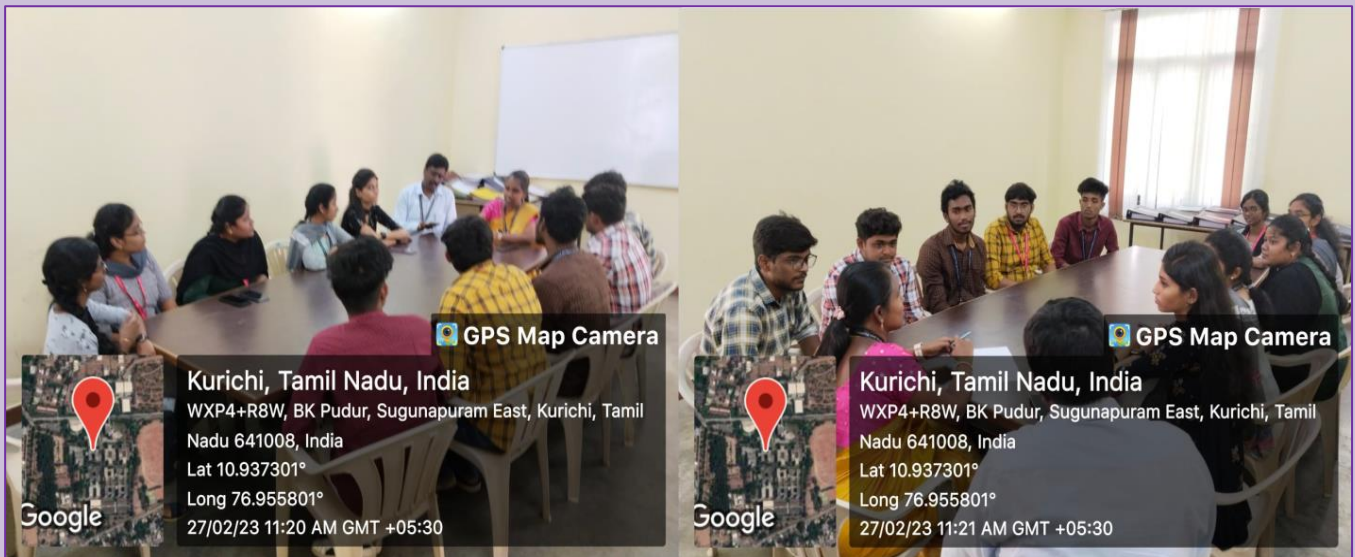 GPS Map Camera
Kurichi, Tamil Nadu, India
WXP4+R8W, BK Pudur, Sugunapuram East, Kurichi, Tamil
Nadu 641008, India
Lat 10.937301°
Long 76.955801°
27/02/23 11:20 AM GMT +05:30
Google
GPS Map Camera
Kurichi, Tamil Nadu, India
WXP4+R8W, BK Pudur, Sugunapuram East, Kurichi, Tamil
Nadu 641008, India
Lat 10.937301°
Long 76.955801°
27/02/23 11:21 AM GMT +05:30
Google